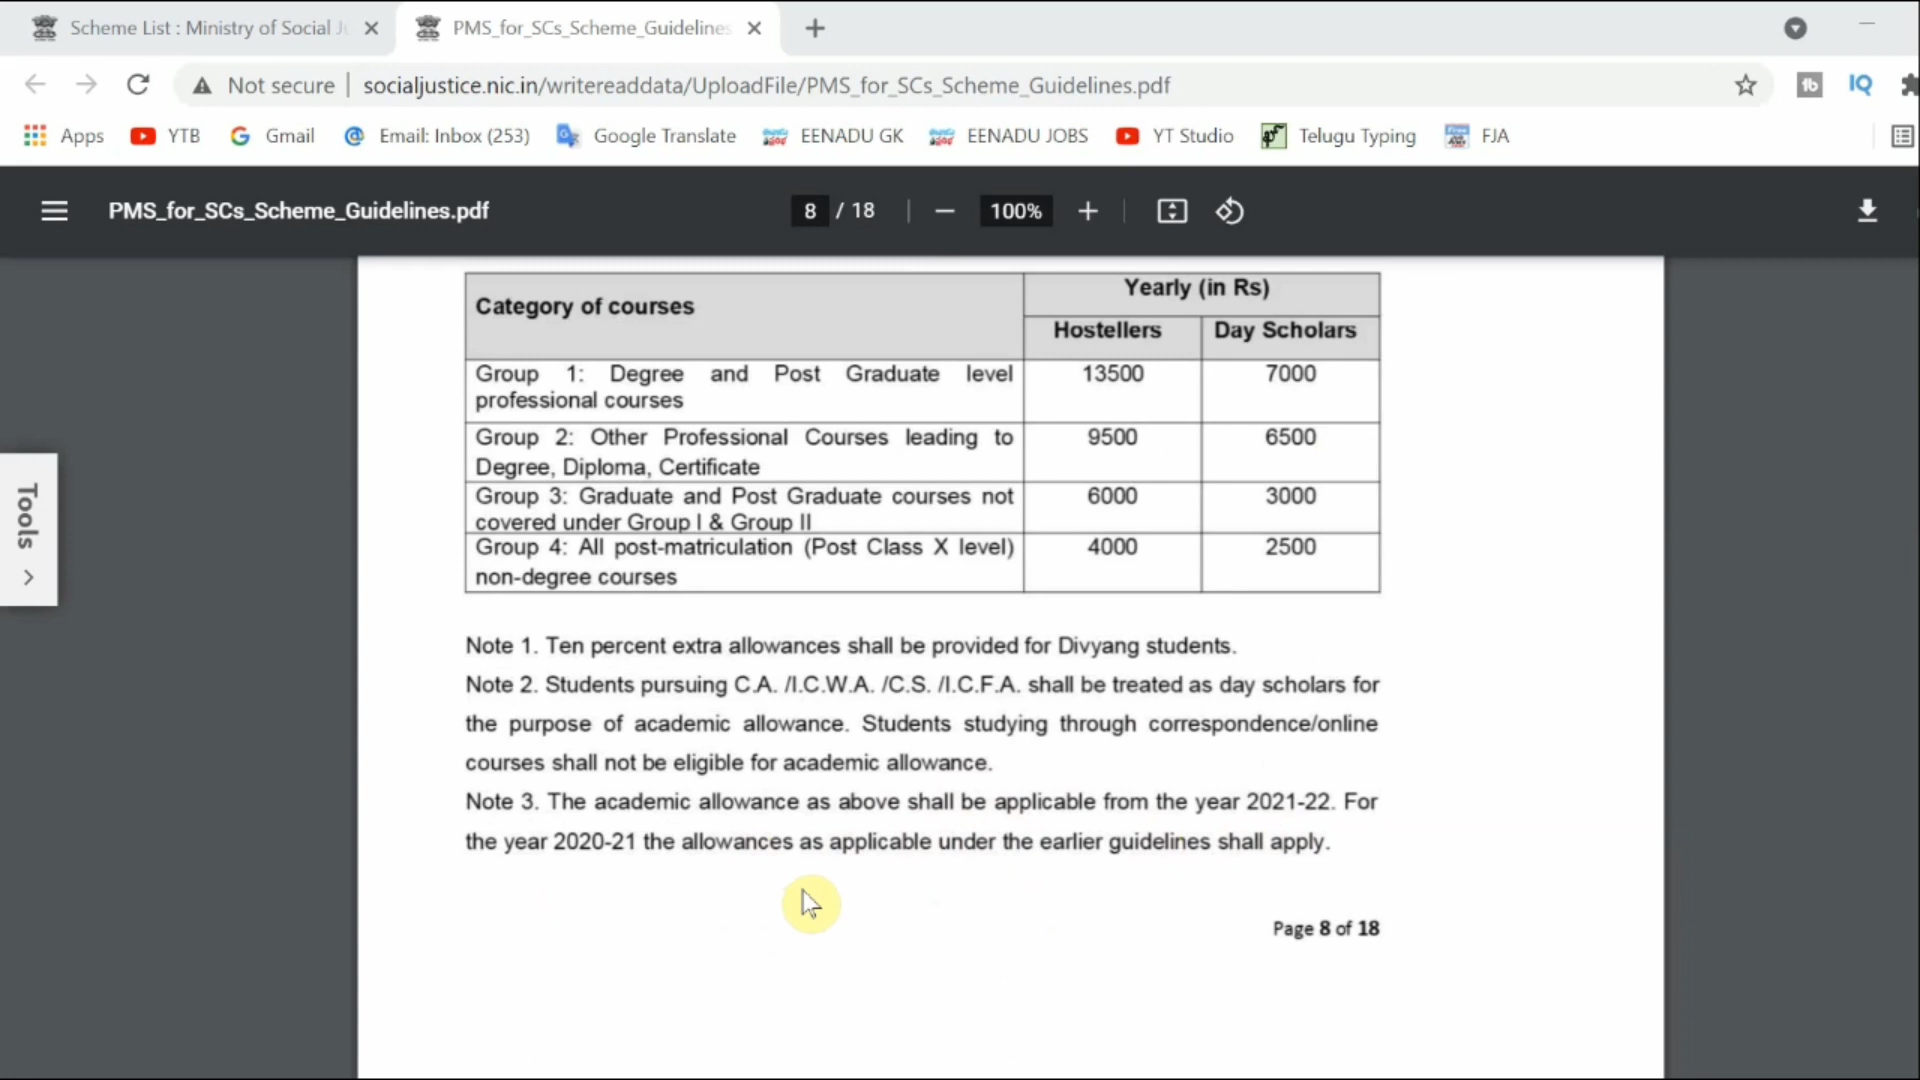 Scheme List : Ministry of Social Ju
PMS_for_SCs_Scheme_Guidelines
Not secure | socialjustice.nic.in/writereaddata/UploadFile/PMS_for_SCs_Scheme_Guidelines.pdf
tb
IQ
Apps YTB Gmail Email: Inbox (253) Google Translate EENADU GK EENADU JOBS YT Studio Telugu Typing FJA
PMS_for_SCs_Scheme_Guidelines.pdf 8 / 18 100%
Tools
Category of courses
Yearly (in Rs)
Hostellers Day Scholars
Group 1: Degree and Post Graduate level 13500 7000
professional courses
Group 2: Other Professional Courses leading to 9500 6500
Degree, Diploma, Certificate
Group 3: Graduate and Post Graduate courses not 6000 3000
covered under Group I & Group II
Group 4: All post-matriculation (Post Class X level) 4000 2500
non-degree courses
Note 1. Ten percent extra allowances shall be provided for Divyang students.
Note 2. Students pursuing C.A. /I.C.W.A. /C.S. /I.C.F.A. shall be treated as day scholars for
the purpose of academic allowance. Students studying through correspondence/online
courses shall not be eligible for academic allowance.
Note 3. The academic allowance as above shall be applicable from the year 2021-22. For
the year 2020-21 the allowances as applicable under the earlier guidelines shall apply.
Page 8 of 18